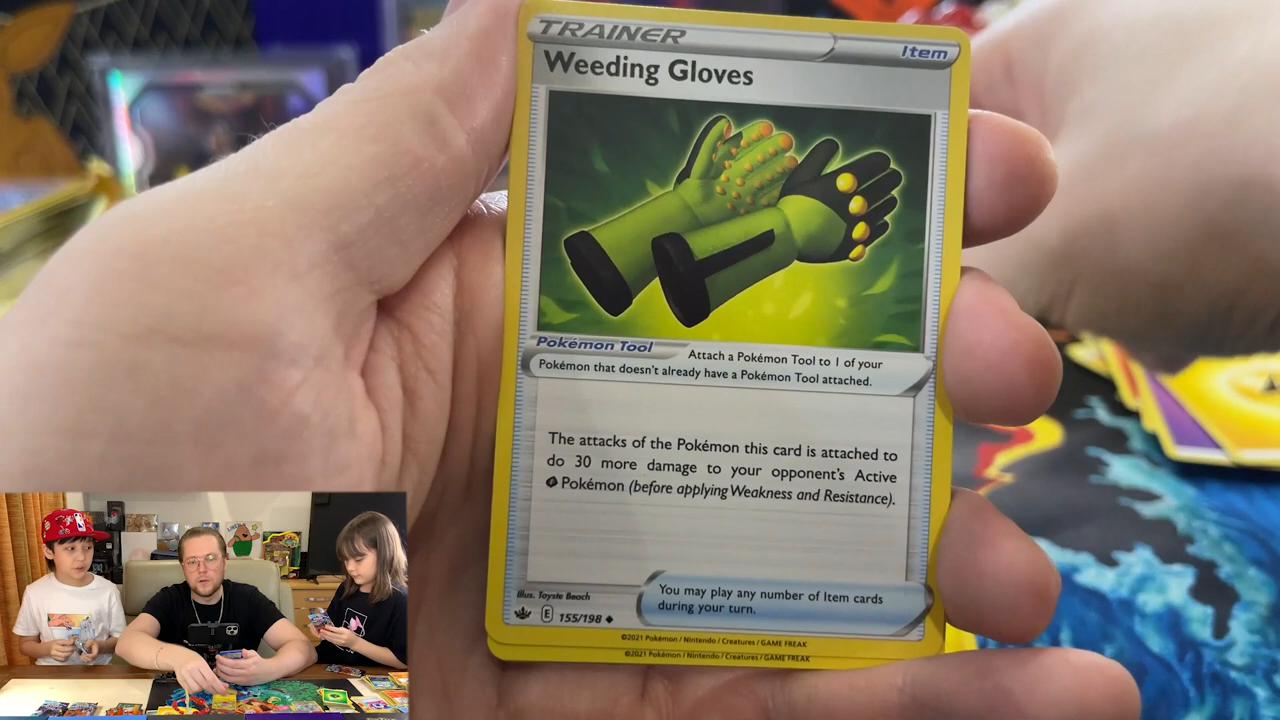 TRAINER
Item
Weeding Gloves
Pokémon Tool
Attach a Pokémon Tool to 1 of your
Pokémon that doesn't already have a Pokémon Tool attached.
The attacks of the Pokémon this card is attached to
do 30 more damage to your opponent's Active
Pokémon (before applying Weakness and Resistance).
You may play any number of Item cards
during your turn.
Illus. Toyste Beach
E 155/198
©2021 Pokémon / Nintendo / Creatures / GAME FREAK
©2021 Pokémon / Nintendo / Creatures / GAME FREAK